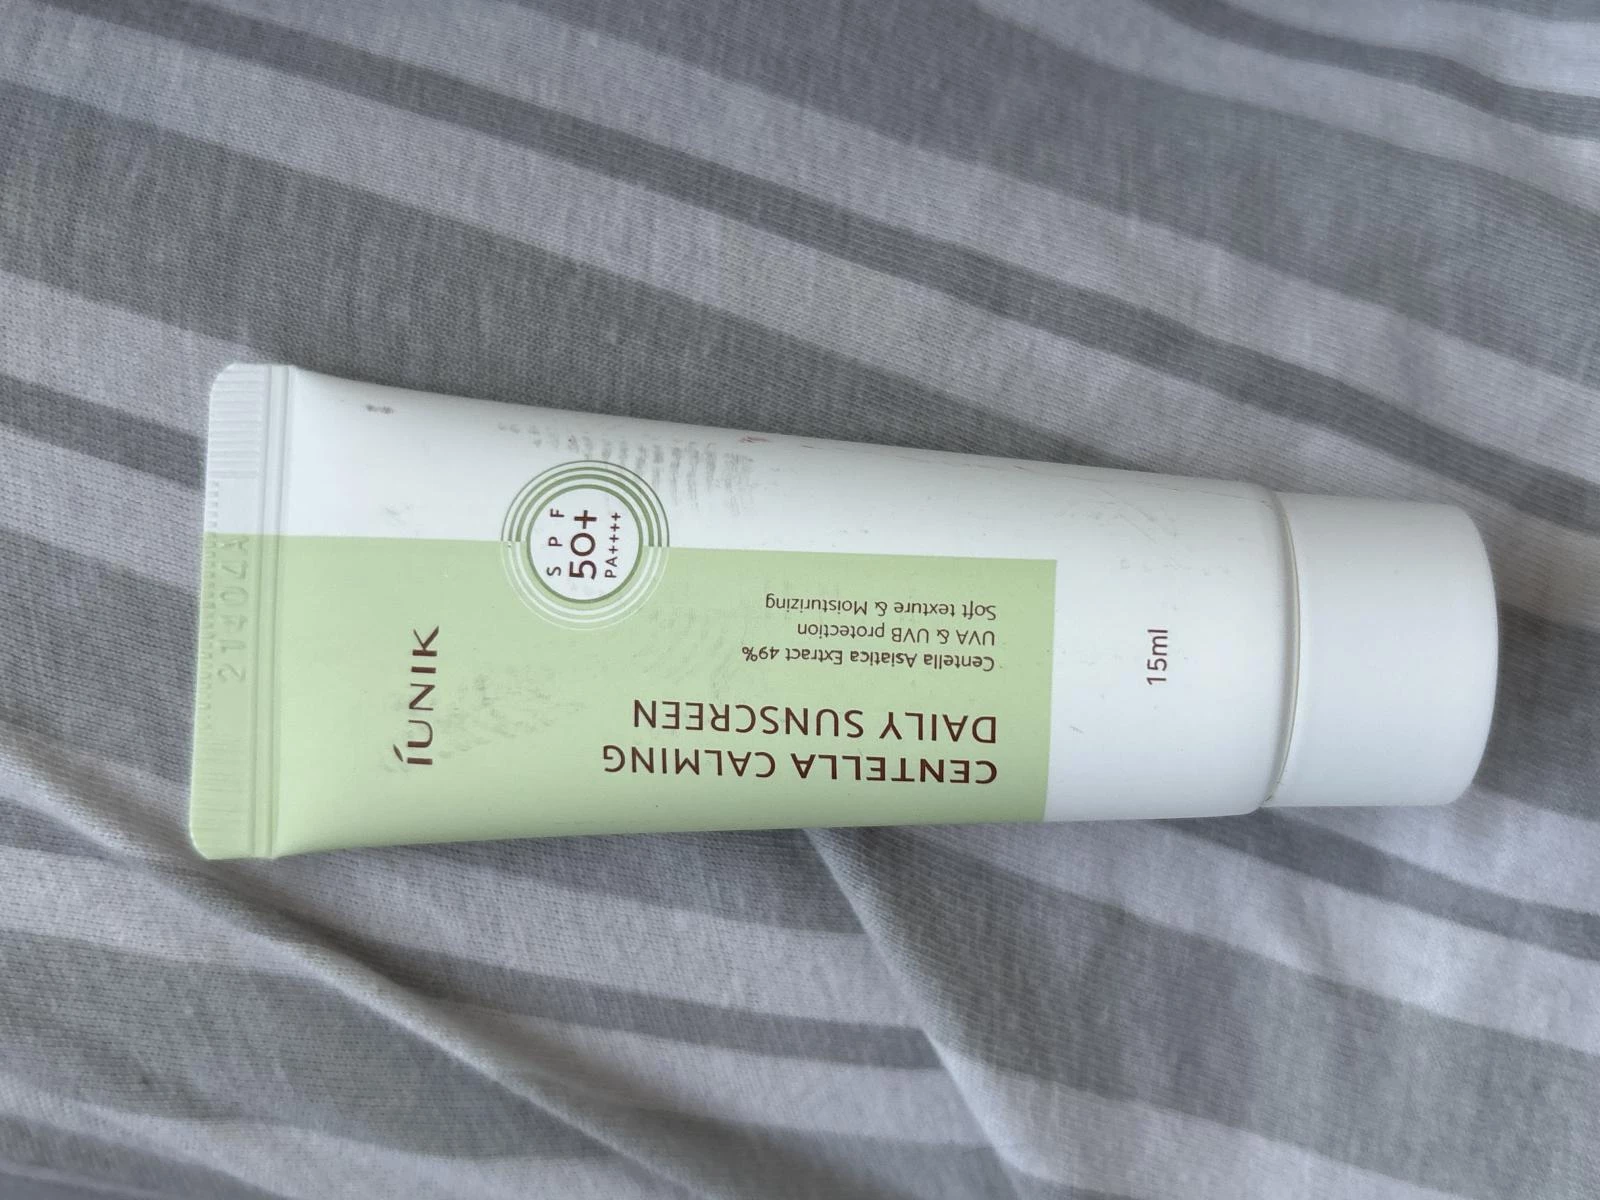 iUNIK
SPF
50+
PA++++
CENTELLA CALMING
DAILY SUNSCREEN
Centella Asiatica Extract 49%
UVA & UVB protection
Soft texture & Moisturizing
15ml